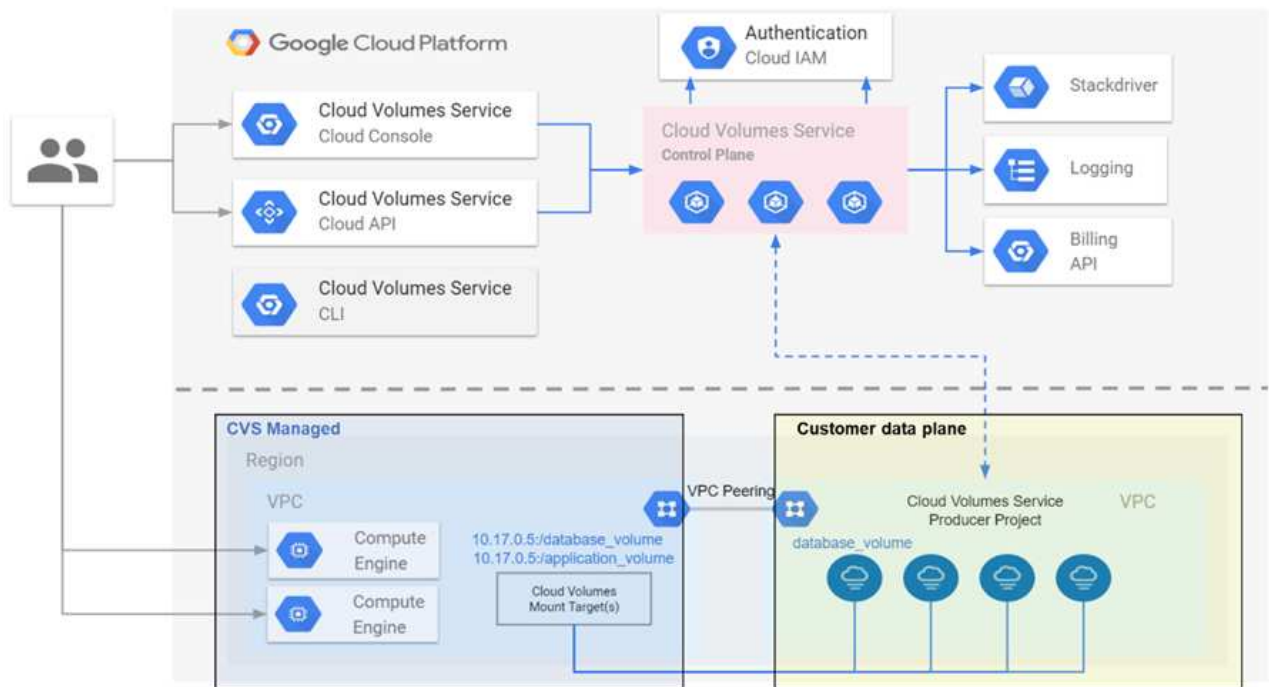 Google Cloud Platform
Authentication
Cloud IAM
Cloud Volumes Service
Cloud Console
Cloud Volumes Service
Cloud API
Cloud Volumes Service
CLI
Cloud Volumes Service
Control Plane
Stackdriver
Logging
Billing
API
CVS Managed
Region
VPC
Compute
Engine
Compute
Engine
10.17.0.5:/database_volume
10.17.0.5:/application_volume
Cloud Volumes
Mount Target(s)
VPC Peering
Customer data plane
Cloud Volumes Service
Producer Project
VPC
database_volume